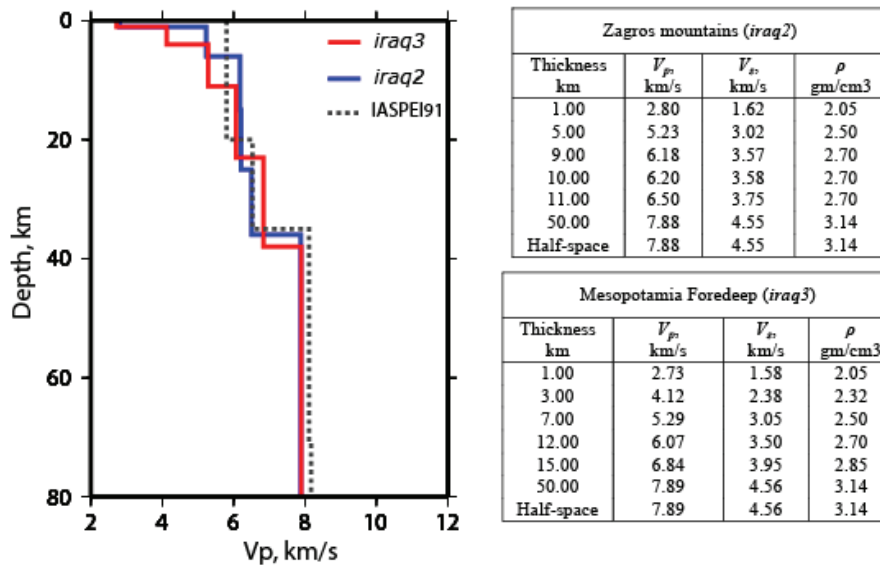 0
20
40
60
80
Depth, km
2 4 6 8 10 12
Vp, km/s
iraq3
iraq2
IASPEI91
Zagros mountains (iraq2)
Thickness km Vp, km/s Vs, km/s ρ gm/cm3
1.00 2.80 1.62 2.05
5.00 5.23 3.02 2.50
9.00 6.18 3.57 2.70
10.00 6.20 3.58 2.70
11.00 6.50 3.75 2.70
50.00 7.88 4.55 3.14
Half-space 7.88 4.55 3.14
Mesopotamia Foredeep (iraq3)
Thickness km Vp, km/s Vs, km/s ρ gm/cm3
1.00 2.73 1.58 2.05
3.00 4.12 2.38 2.32
7.00 5.29 3.05 2.50
12.00 6.07 3.50 2.70
15.00 6.84 3.95 2.85
50.00 7.89 4.56 3.14
Half-space 7.89 4.56 3.14